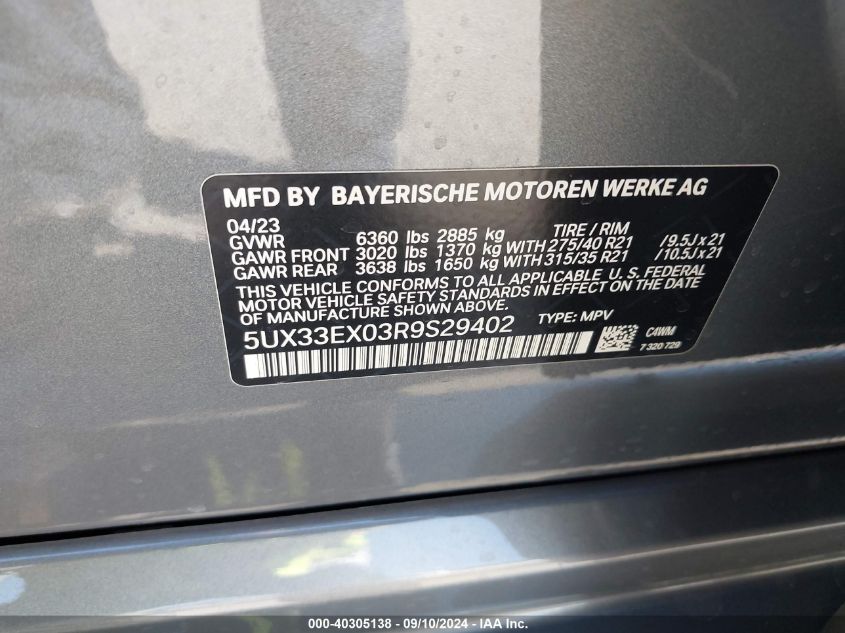 MFD BY BAYERISCHE MOTOREN WERKE AG
04/23 TIRE / RIM
GVWR 6360 lbs 2885 kg
GAWR FRONT 3020 lbs 1370 kg WITH 275/40 R21 /9.5J x 21
GAWR REAR 3638 lbs 1650 kg WITH 315/35 R21 /10.5J x 21
THIS VEHICLE CONFORMS TO ALL APPLICABLE U. S. FEDERAL
MOTOR VEHICLE SAFETY STANDARDS IN EFFECT ON THE DATE
OF MANUFACTURE SHOWN ABOVE.
5UX33EX03R9S29402 TYPE: MPV
C4WM
7 320 729
000-40305138 - 09/10/2024 - IAA Inc.